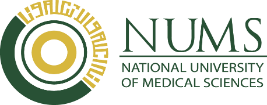 NUMS
NATIONAL UNIVERSITY
OF MEDICAL SCIENCES